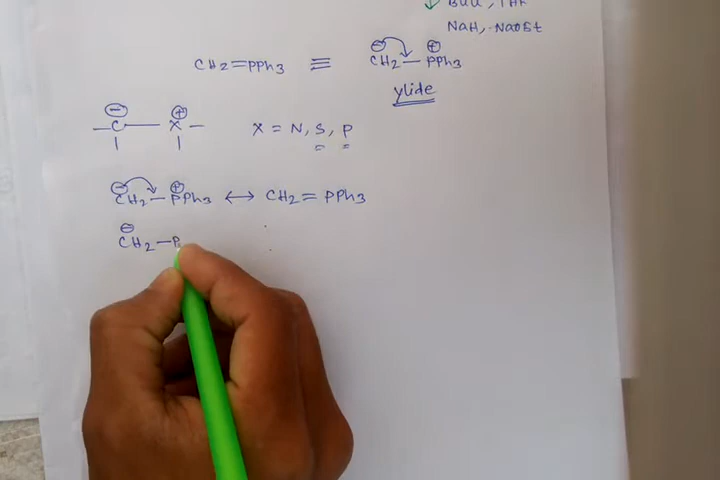 NaH, NaOEt
CH2=PPh3 ≡ ⊖CH2—⊕PPh3
ylide
—C⊖—X⊕— X = N, S, P
⊖CH2—⊕PPh3 ↔ CH2=PPh3
⊖CH2—P